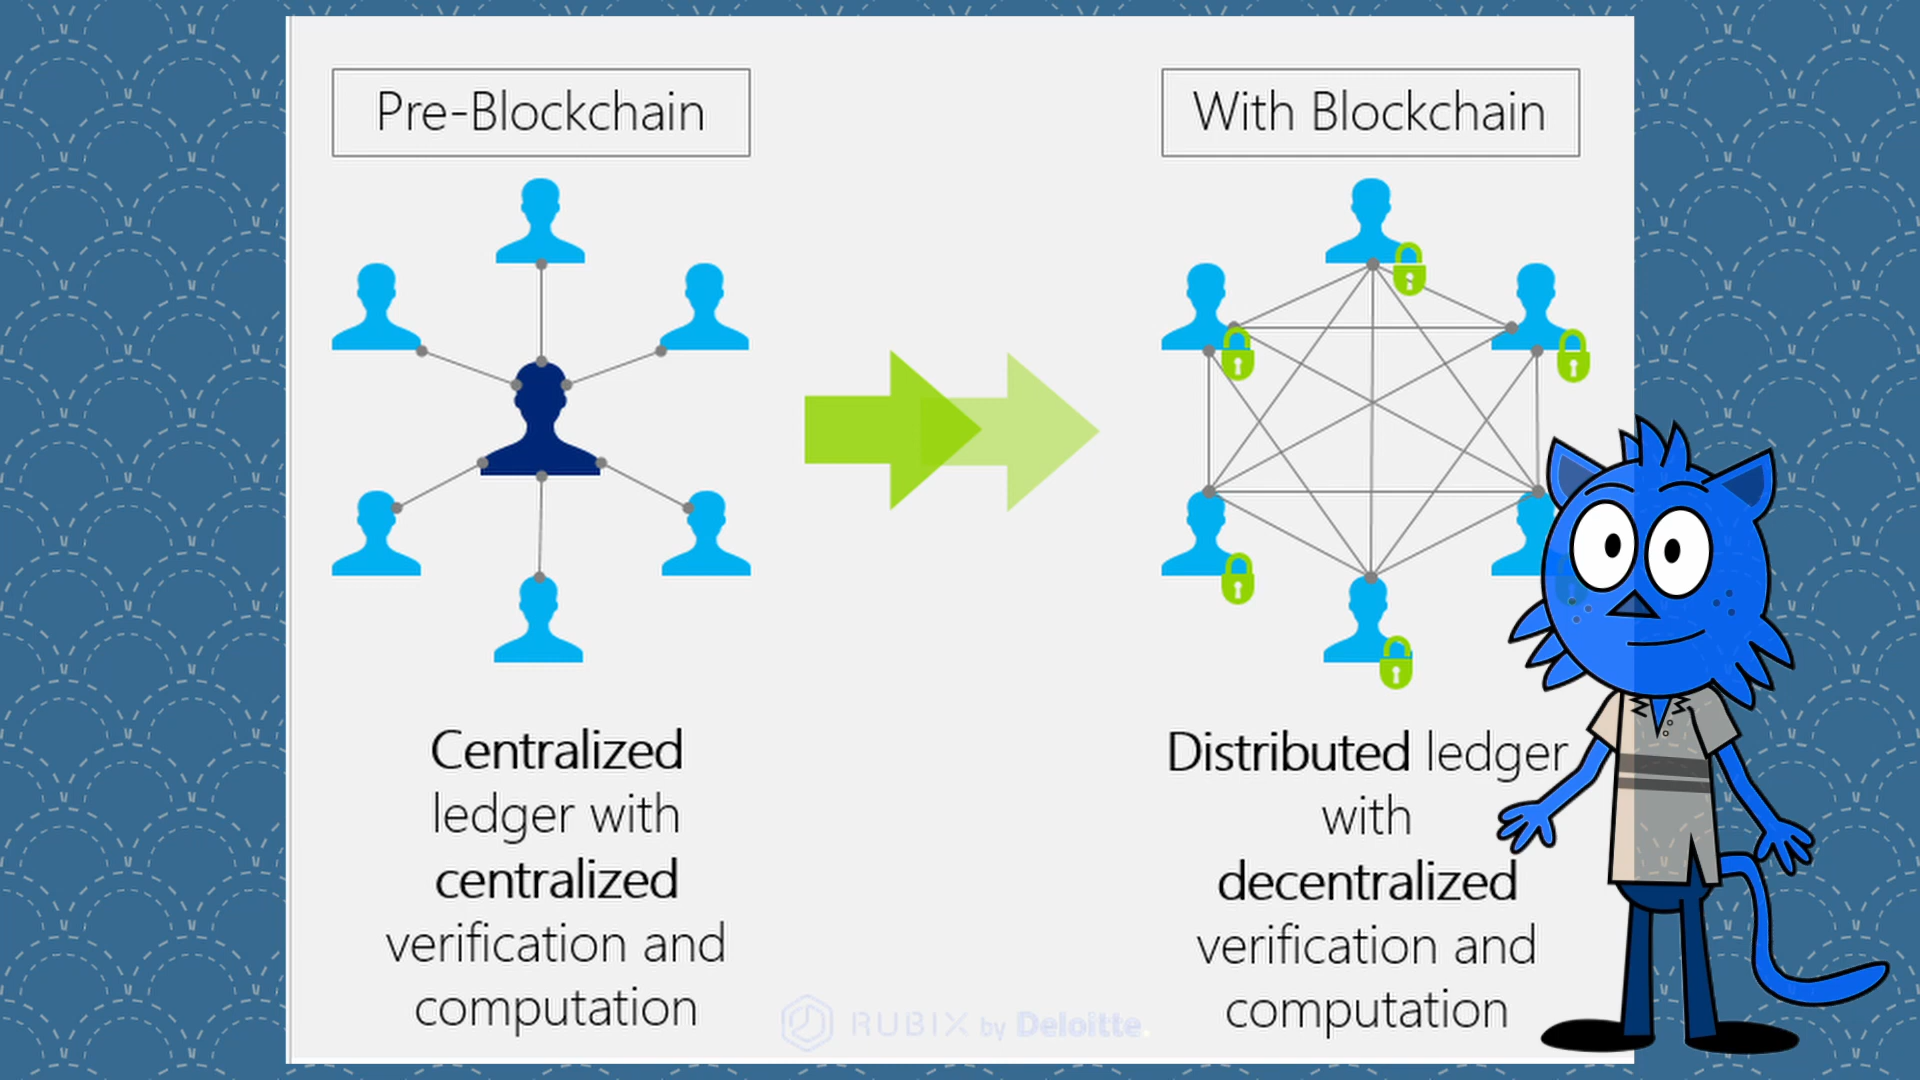 Pre-Blockchain
With Blockchain
Centralized
ledger with
centralized
verification and
computation
Distributed ledger
with
decentralized
verification and
computation
RUBIX by Deloitte.